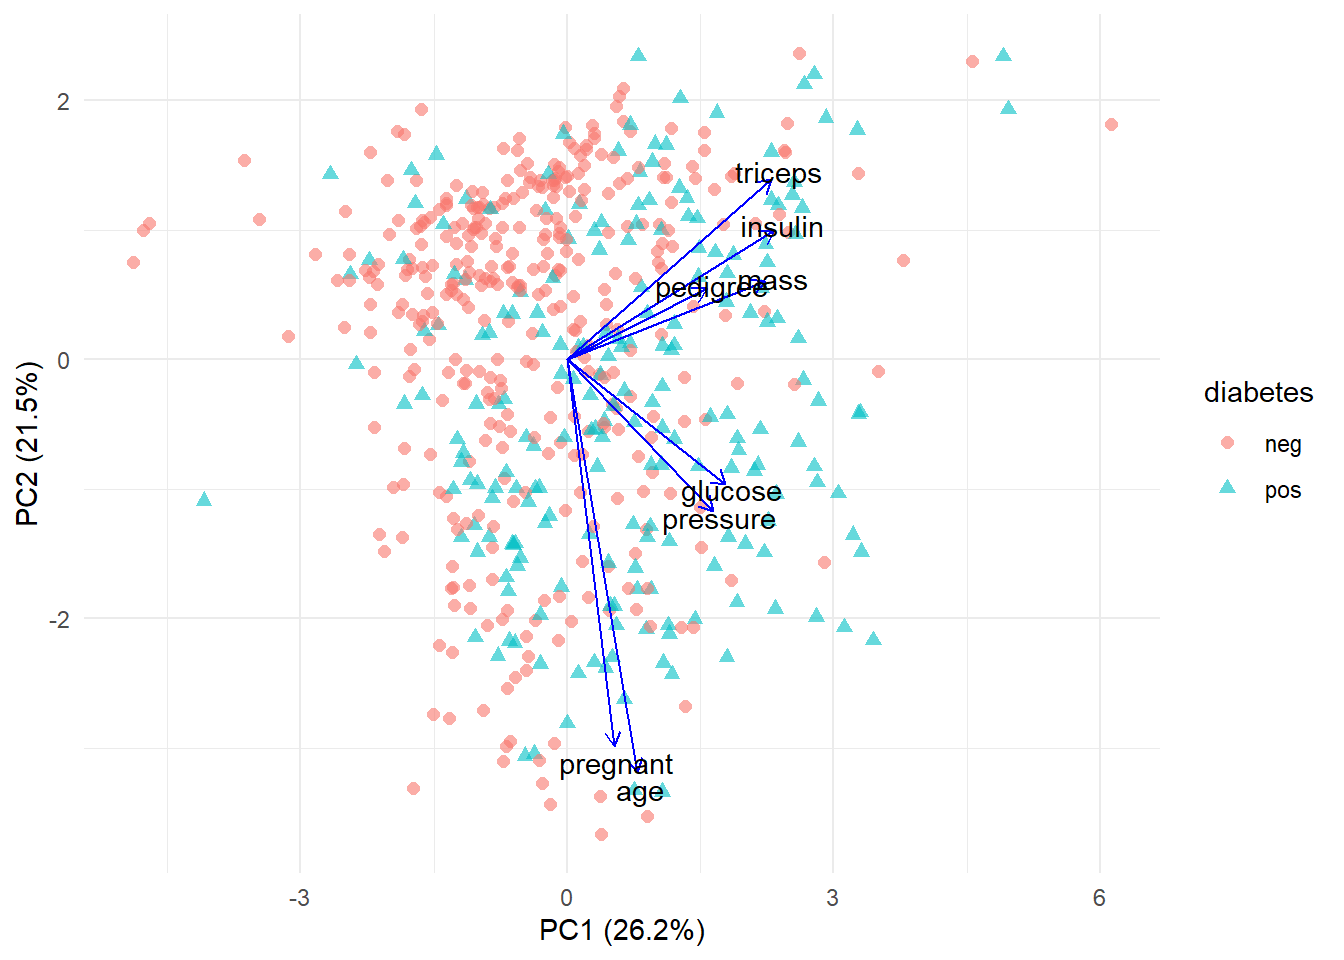 2
0
-2
PC2 (21.5%)
triceps
insulin
mass
pedigree
glucose
pressure
pregnant
age
-3
0
3
6
PC1 (26.2%)
diabetes
neg
pos